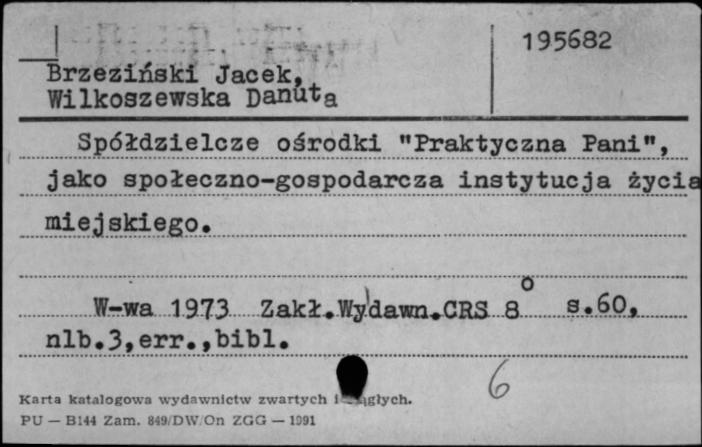 195682
Brzeziński Jacek,
Wilkoszewska Danuta
Spółdzielcze ośrodki "Praktyczna Pani",
jako społeczno-gospodarcza instytucja życia
miejskiego.
W-wa 1973 Zakł.Wydawn.CRS 8° s.60,
nlb.3,err.,bibl.
6
Karta katalogowa wydawnictw zwartych i
PU — B144 Zam. 849/DW/On ZGG — 1991